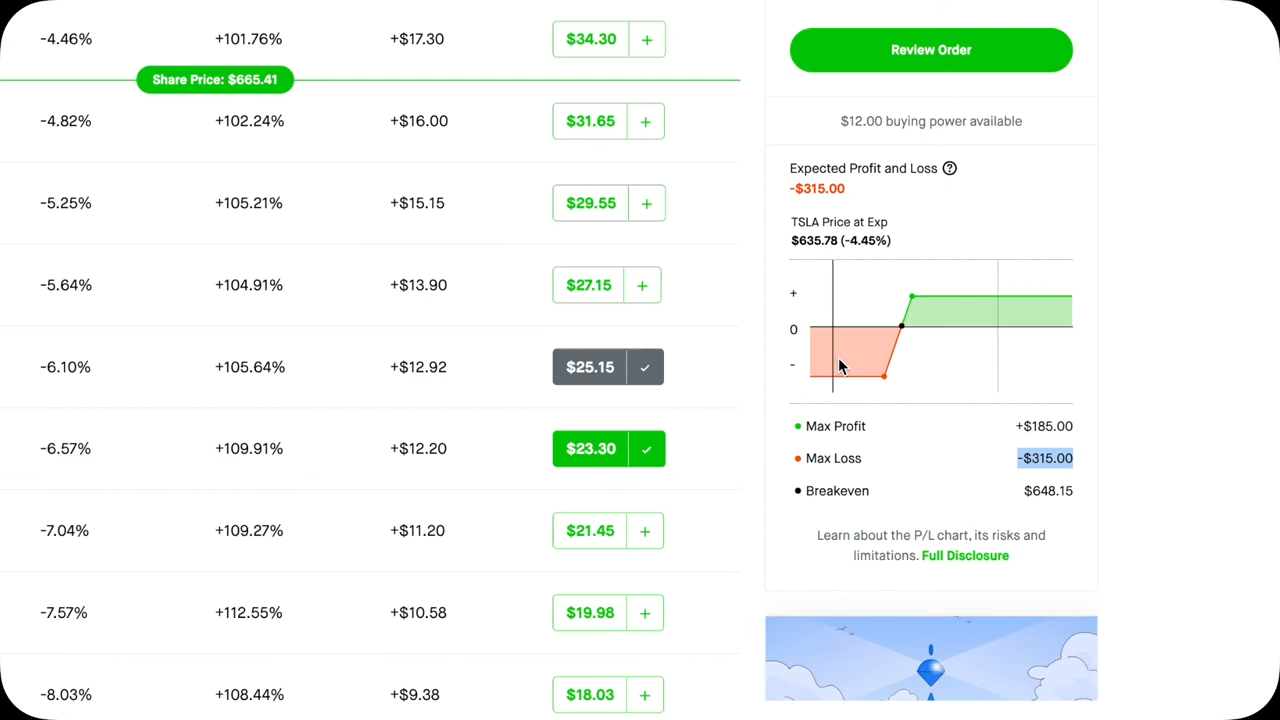 -4.46% +101.76% +$17.30 $34.30 +
Share Price: $665.41
-4.82% +102.24% +$16.00 $31.65 +
-5.25% +105.21% +$15.15 $29.55 +
-5.64% +104.91% +$13.90 $27.15 +
-6.10% +105.64% +$12.92 $25.15
-6.57% +109.91% +$12.20 $23.30
-7.04% +109.27% +$11.20 $21.45 +
-7.57% +112.55% +$10.58 $19.98 +
-8.03% +108.44% +$9.38 $18.03 +
Review Order
$12.00 buying power available
Expected Profit and Loss ?
-$315.00
TSLA Price at Exp
$635.78 (-4.45%)
+
0
-
Max Profit +$185.00
Max Loss -$315.00
Breakeven $648.15
Learn about the P/L chart, its risks and
limitations. Full Disclosure